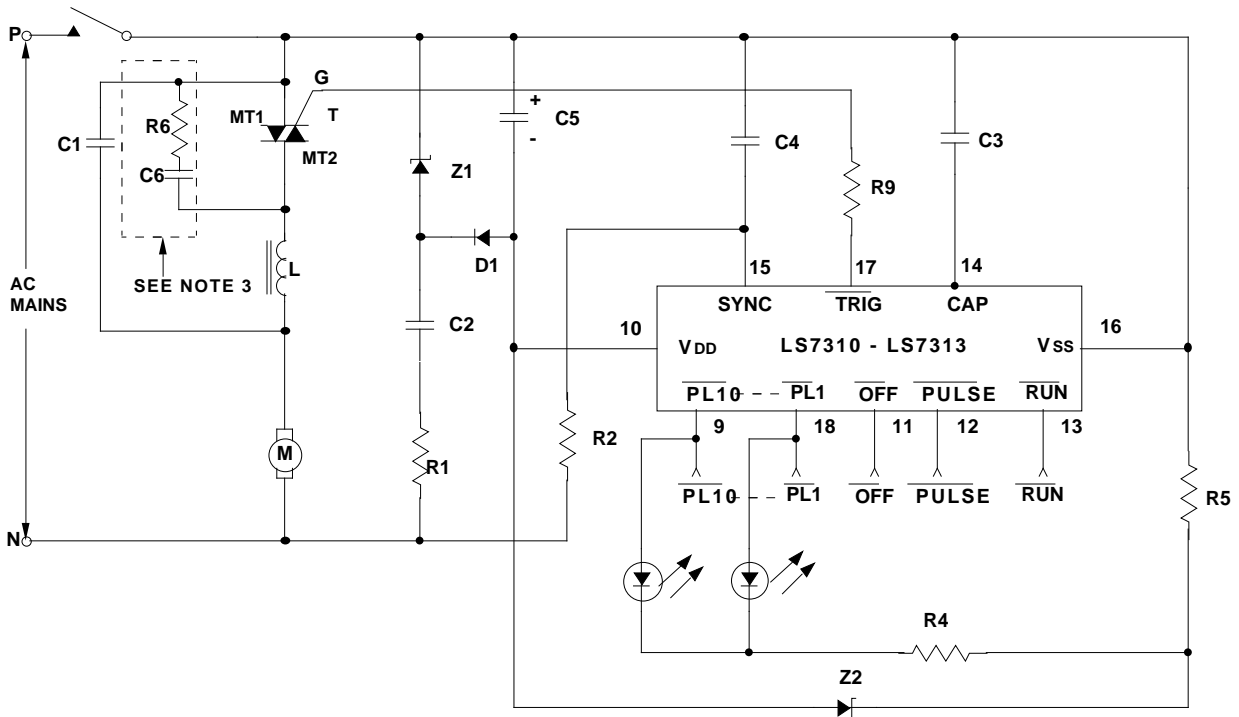 P
G
T
MT1
MT2
C1
R6
C6
Z1
C5
+
-
C4
C3
R9
D1
L
SEE NOTE 3
AC
MAINS
C2
R1
R2
M
N
15
17
14
SYNC
TRIG
CAP
10
16
VDD
LS7310 - LS7313
VSS
PL10 - - - PL1
OFF
PULSE
RUN
9
18
11
12
13
PL10 - - - PL1
OFF
PULSE
RUN
R5
R4
Z2